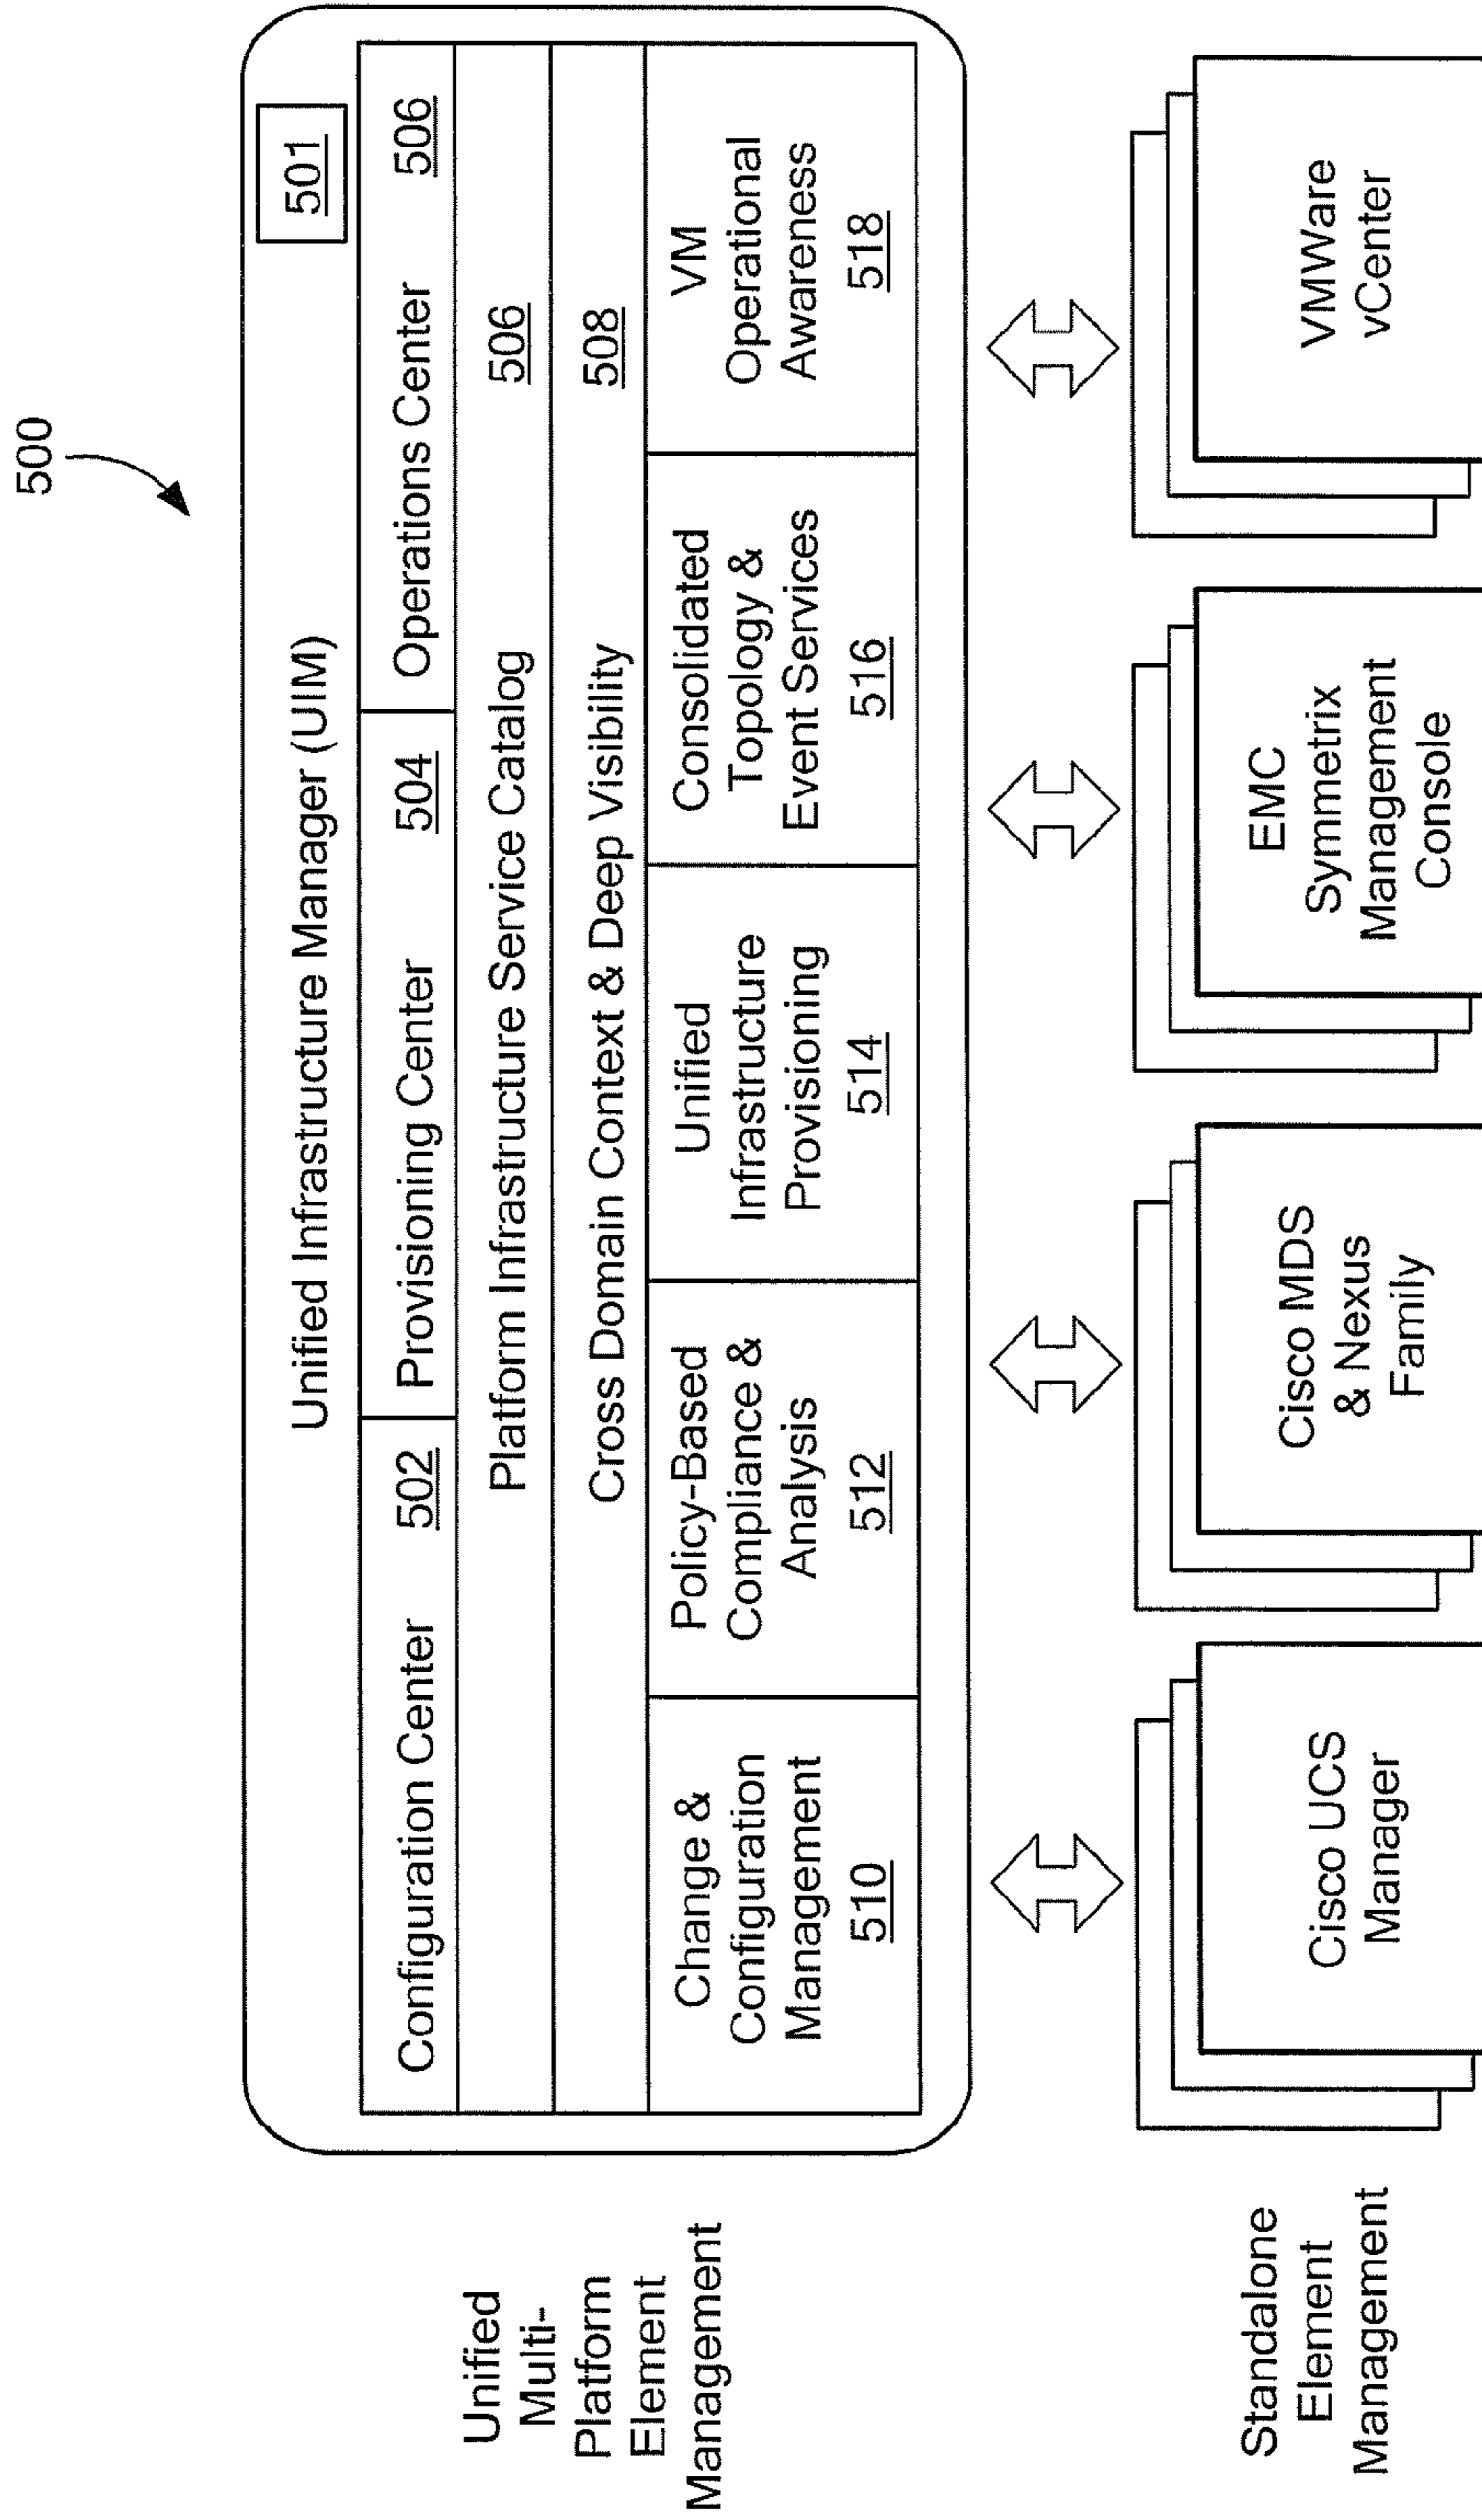 500
Unified Infrastructure Manager (UIM)
501
Configuration Center 502
Provisioning Center 504
Operations Center 506
Platform Infrastructure Service Catalog 506
Cross Domain Context & Deep Visibility 508
Change &
Configuration
Management
510
Policy-Based
Compliance &
Analysis
512
Unified
Infrastructure
Provisioning
514
Consolidated
Topology &
Event Services
516
VM
Operational
Awareness
518
Unified
Multi-
Platform
Element
Management
Standalone
Element
Management
Cisco UCS
Manager
Cisco MDS
& Nexus
Family
EMC
Symmetrix
Management
Console
VMWare
vCenter